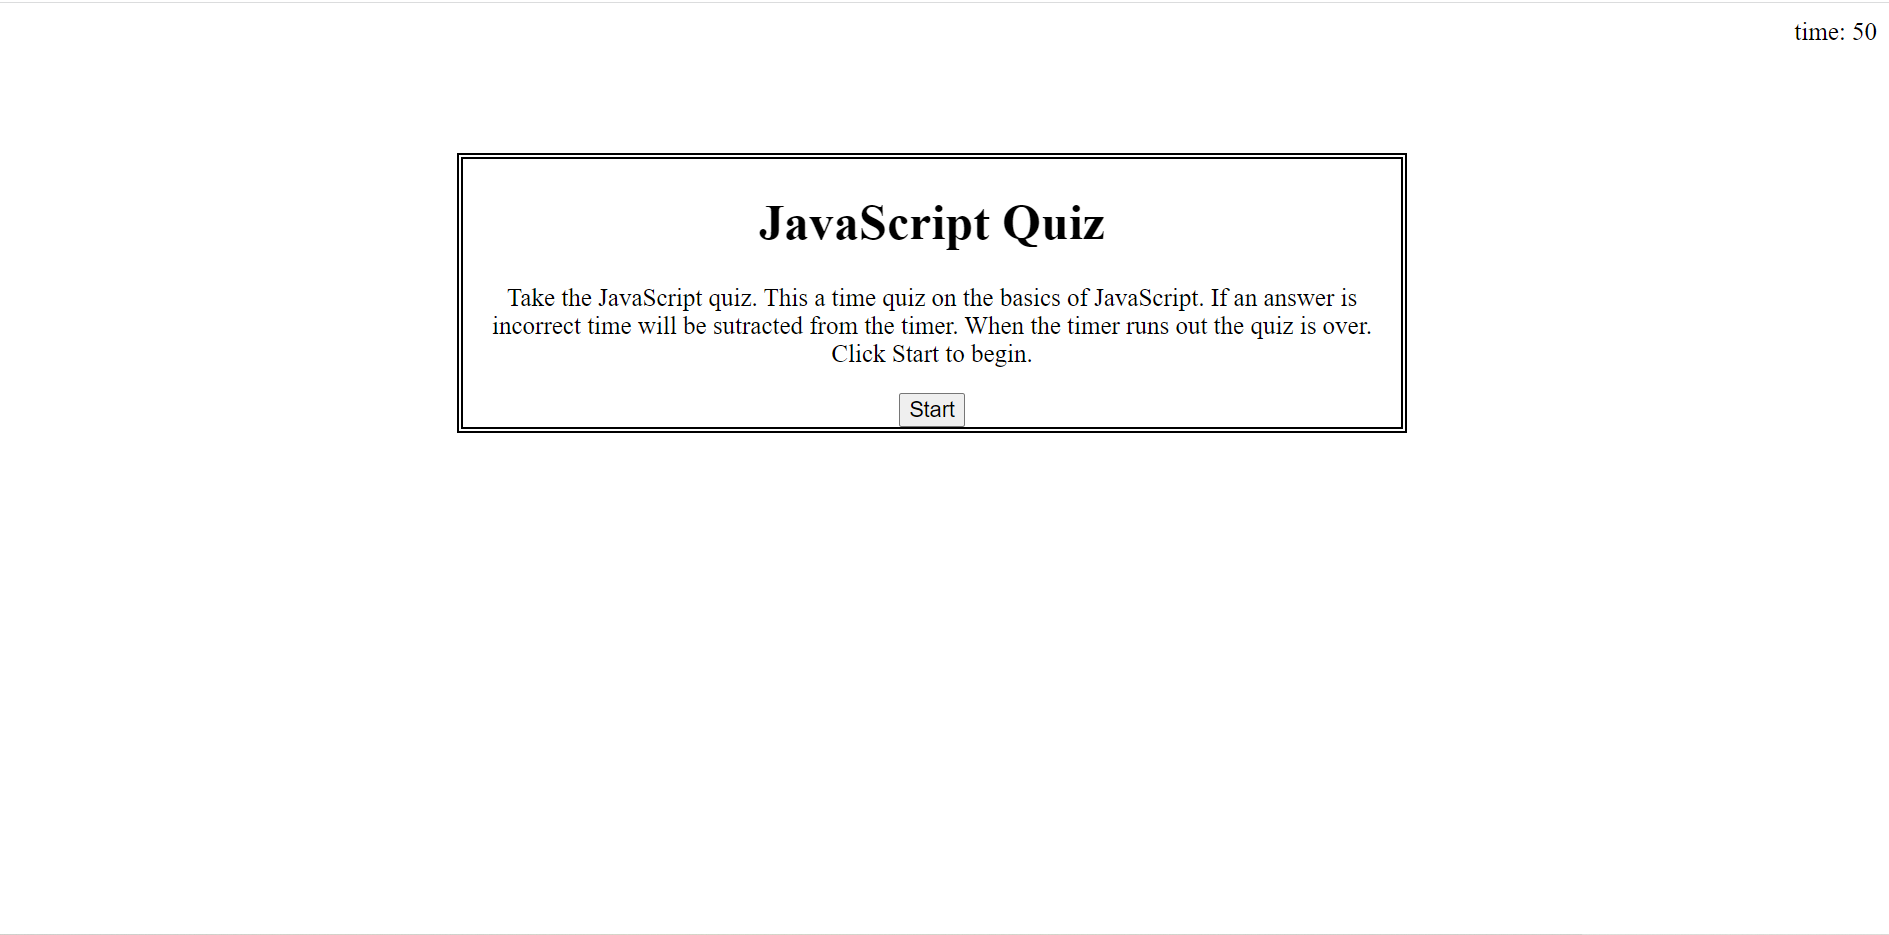 time: 50
JavaScript Quiz
Take the JavaScript quiz. This a time quiz on the basics of JavaScript. If an answer is
incorrect time will be sutracted from the timer. When the timer runs out the quiz is over.
Click Start to begin.
Start